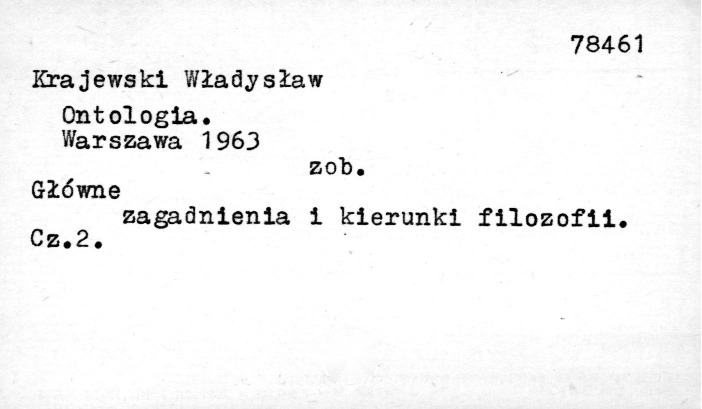 78461
Krajewski Władysław
Ontologia.
Warszawa 1963
zob.
Główne
zagadnienia i kierunki filozofii.
Cz.2.